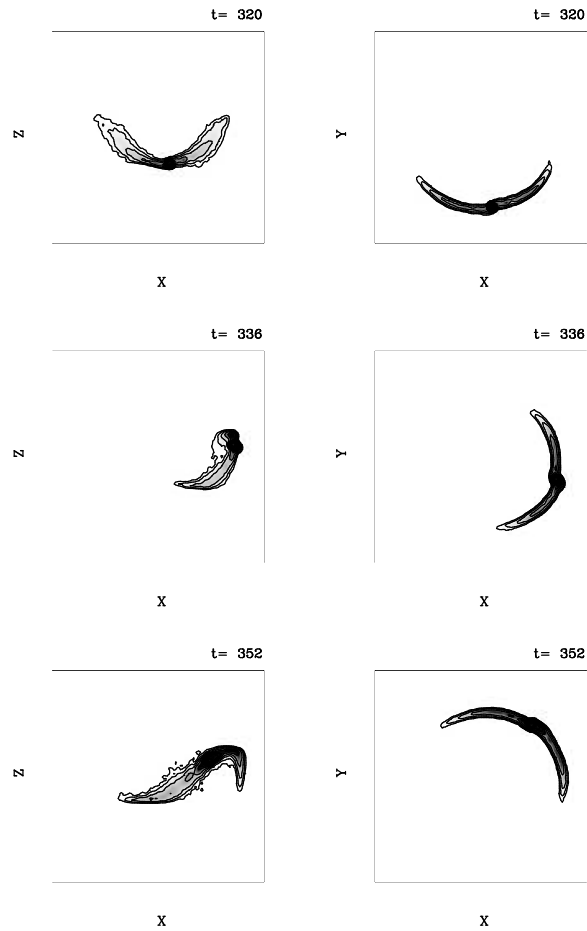 t= 320 t= 320
Z Y
X X
t= 336 t= 336
Z Y
X X
t= 352 t= 352
Z Y
X X